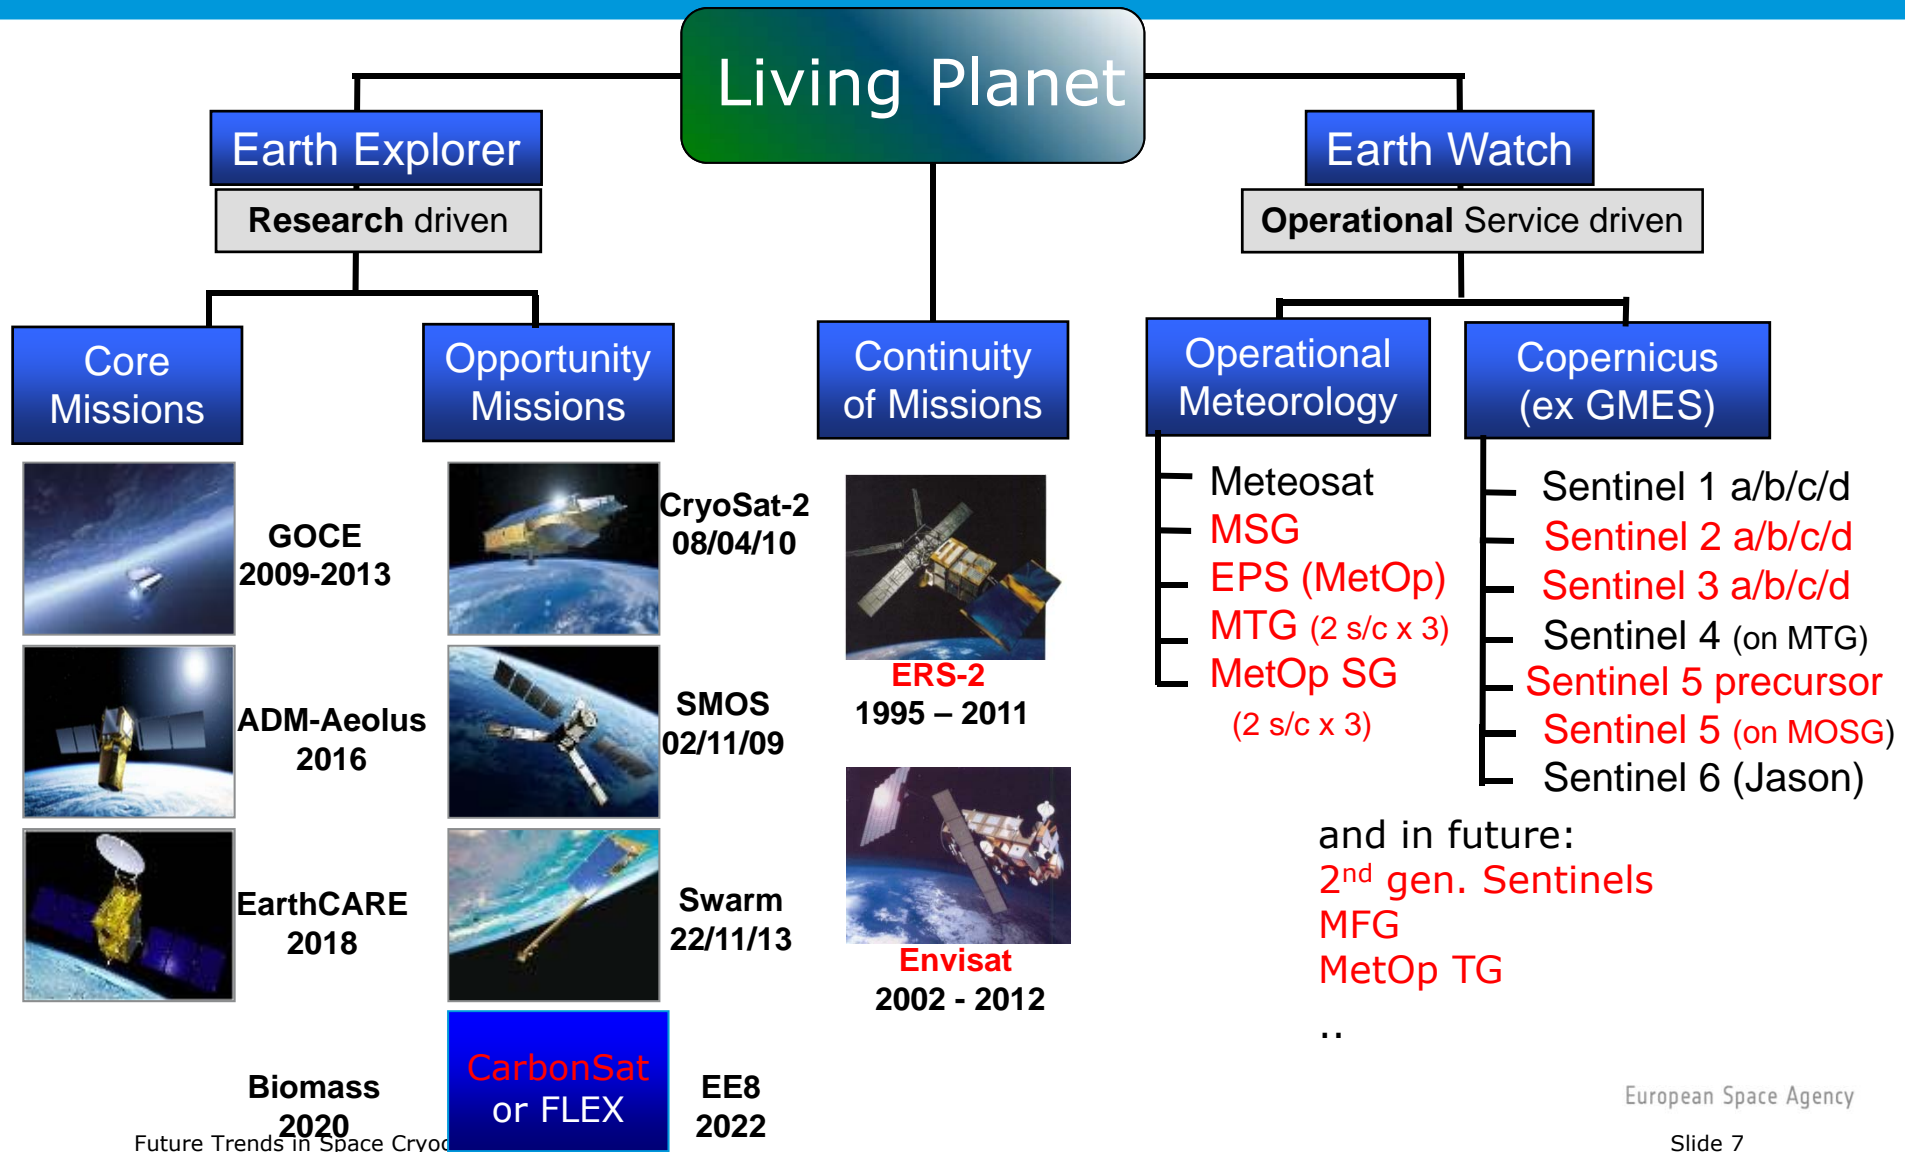 Living Planet
Earth Explorer
Research driven
Earth Watch
Operational Service driven
Core
Missions
Opportunity
Missions
Continuity
of Missions
Operational
Meteorology
Copernicus
(ex GMES)
GOCE
2009-2013
ADM-Aeolus
2016
EarthCARE
2018
Biomass
2020
CryoSat-2
08/04/10
SMOS
02/11/09
Swarm
22/11/13
CarbonSat
or FLEX
EE8
2022
ERS-2
1995 – 2011
Envisat
2002 - 2012
Meteosat
MSG
EPS (MetOp)
MTG (2 s/c x 3)
MetOp SG
(2 s/c x 3)
Sentinel 1 a/b/c/d
Sentinel 2 a/b/c/d
Sentinel 3 a/b/c/d
Sentinel 4 (on MTG)
Sentinel 5 precursor
Sentinel 5 (on MOSG)
Sentinel 6 (Jason)
and in future:
2nd gen. Sentinels
MFG
MetOp TG
..
European Space Agency
Future Trends in Space
Slide 7